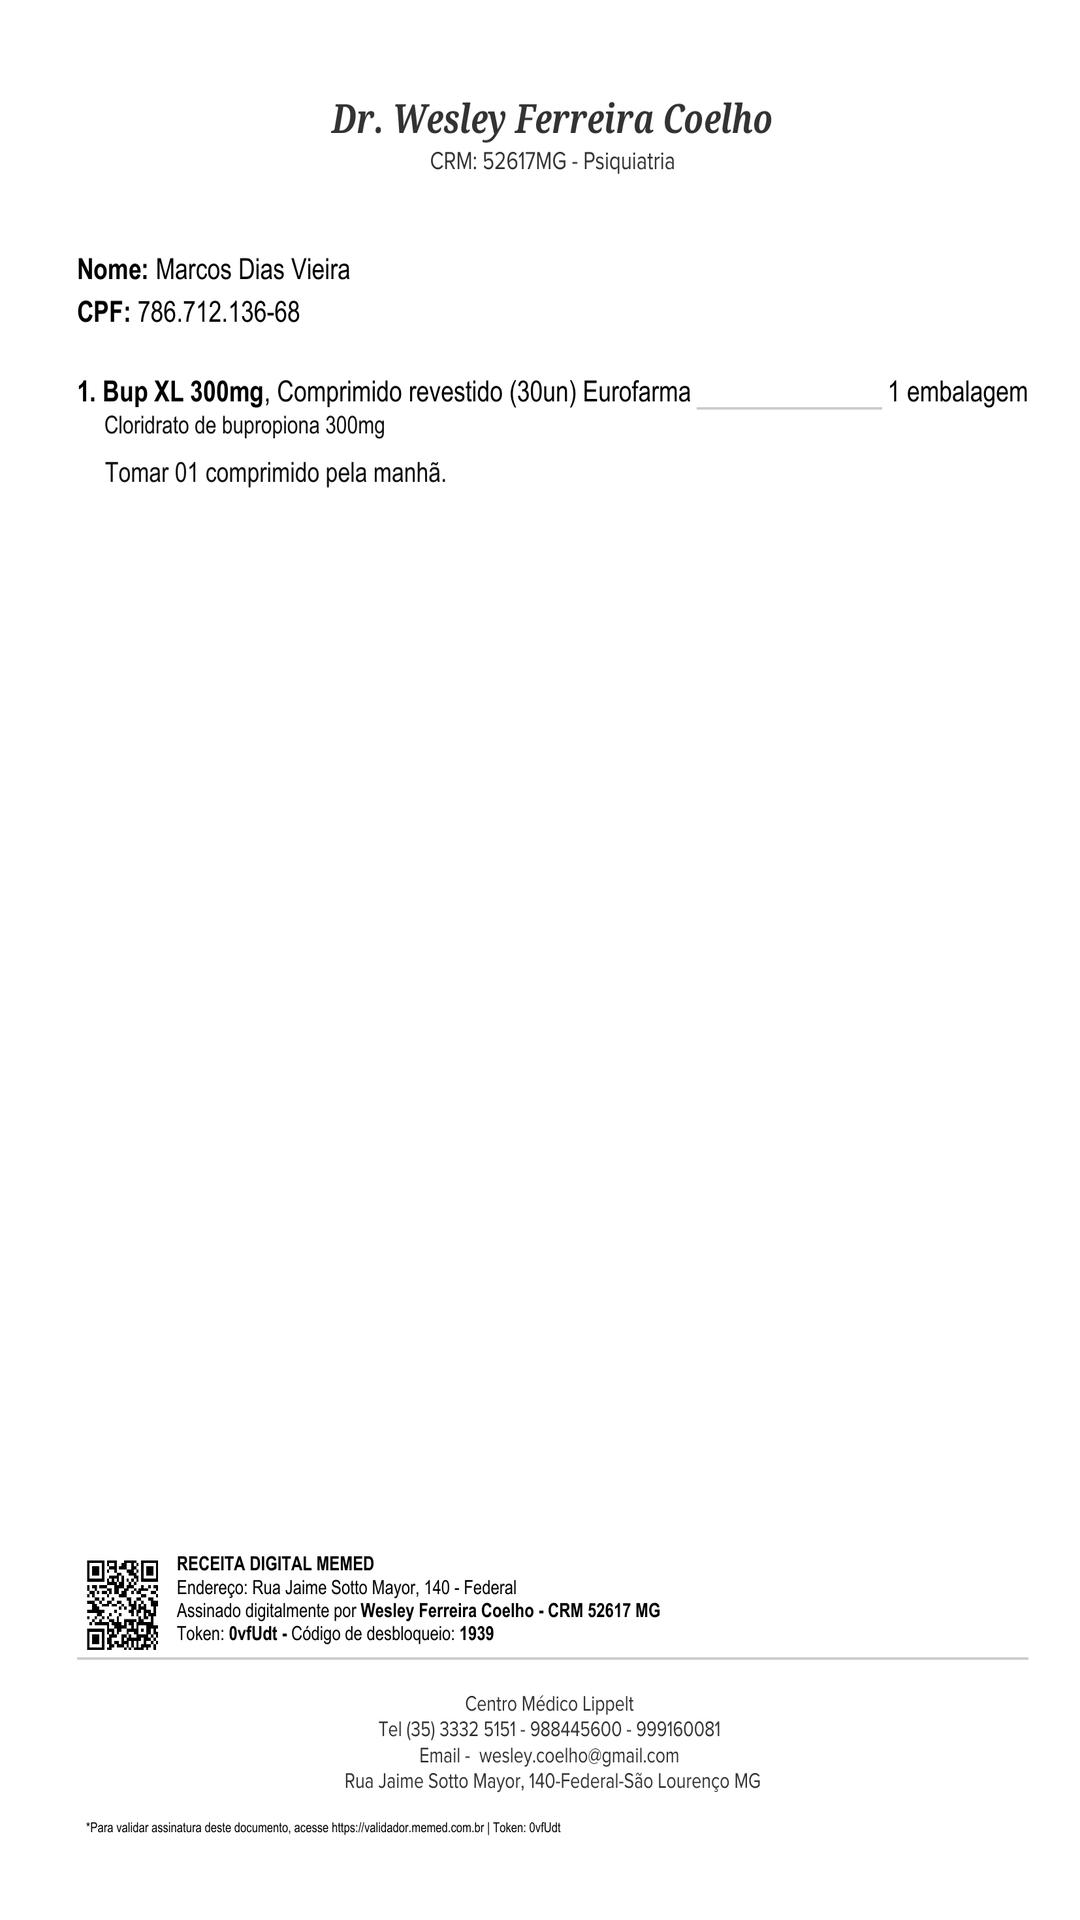 Dr. Wesley Ferreira Coelho
CRM: 52617MG - Psiquiatria
Nome: Marcos Dias Vieira
CPF: 786.712.136-68
1. Bup XL 300mg, Comprimido revestido (30un) Eurofarma ____________ 1 embalagem
Cloridrato de bupropiona 300mg
Tomar 01 comprimido pela manhã.
RECEITA DIGITAL MEMED
Endereço: Rua Jaime Sotto Mayor, 140 - Federal
Assinado digitalmente por Wesley Ferreira Coelho - CRM 52617 MG
Token: 0vfUdt - Código de desbloqueio: 1939
Centro Médico Lippelt
Tel (35) 3332 5151 - 988445600 - 999160081
Email - wesley.coelho@gmail.com
Rua Jaime Sotto Mayor, 140-Federal-São Lourenço MG
*Para validar assinatura deste documento, acesse https://validador.memed.com.br | Token: 0vfUdt